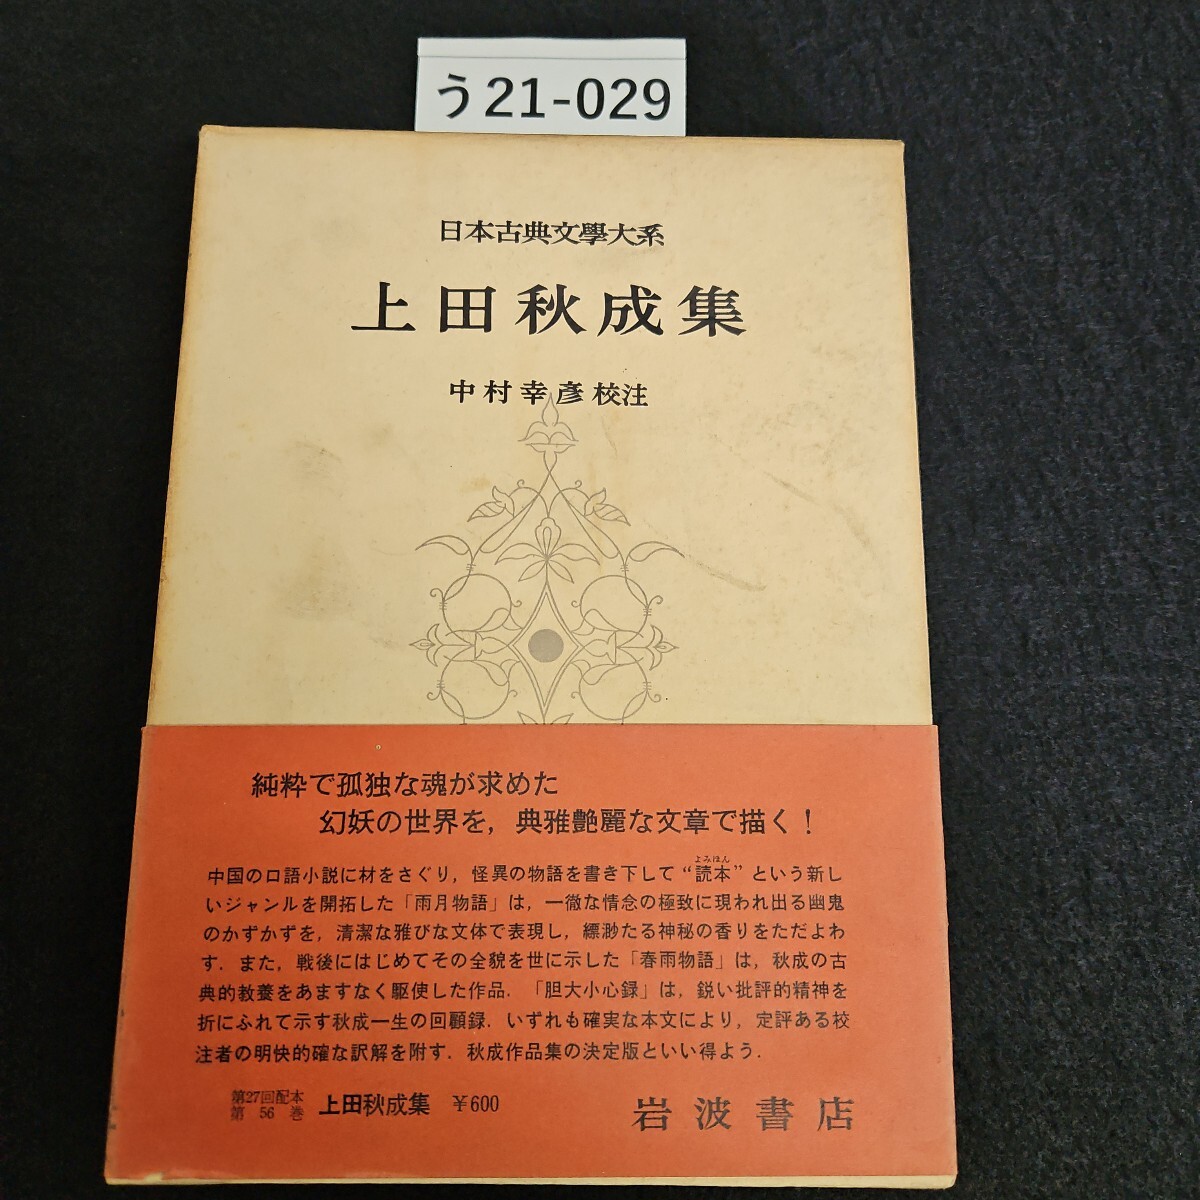 う21-029
日本古典文學大系
上田秋成集
中村幸彦校注
純粋で孤独な魂が求めた
幻妖の世界を，典雅艶麗な文章で描く！
よみほん
中国の口語小説に材をさぐり，怪異の物語を書き下して“読本”という新し
いジャンルを開拓した「雨月物語」は，一徹な情念の極致に現われ出る幽鬼
のかずかずを，清潔な雅びな文体で表現し，縹渺たる神秘の香りをただよわ
す．また，戦後にはじめてその全貌を世に示した「春雨物語」は，秋成の古
典的教養をあますなく駆使した作品．「胆大小心録」は，鋭い批評的精神を
折にふれて示す秋成一生の回顧録．いずれも確実な本文により，定評ある校
注者の明快的確な訳解を附す．秋成作品集の決定版といい得よう．
第27回配本
第 56 巻
上田秋成集 ￥600
岩波書店